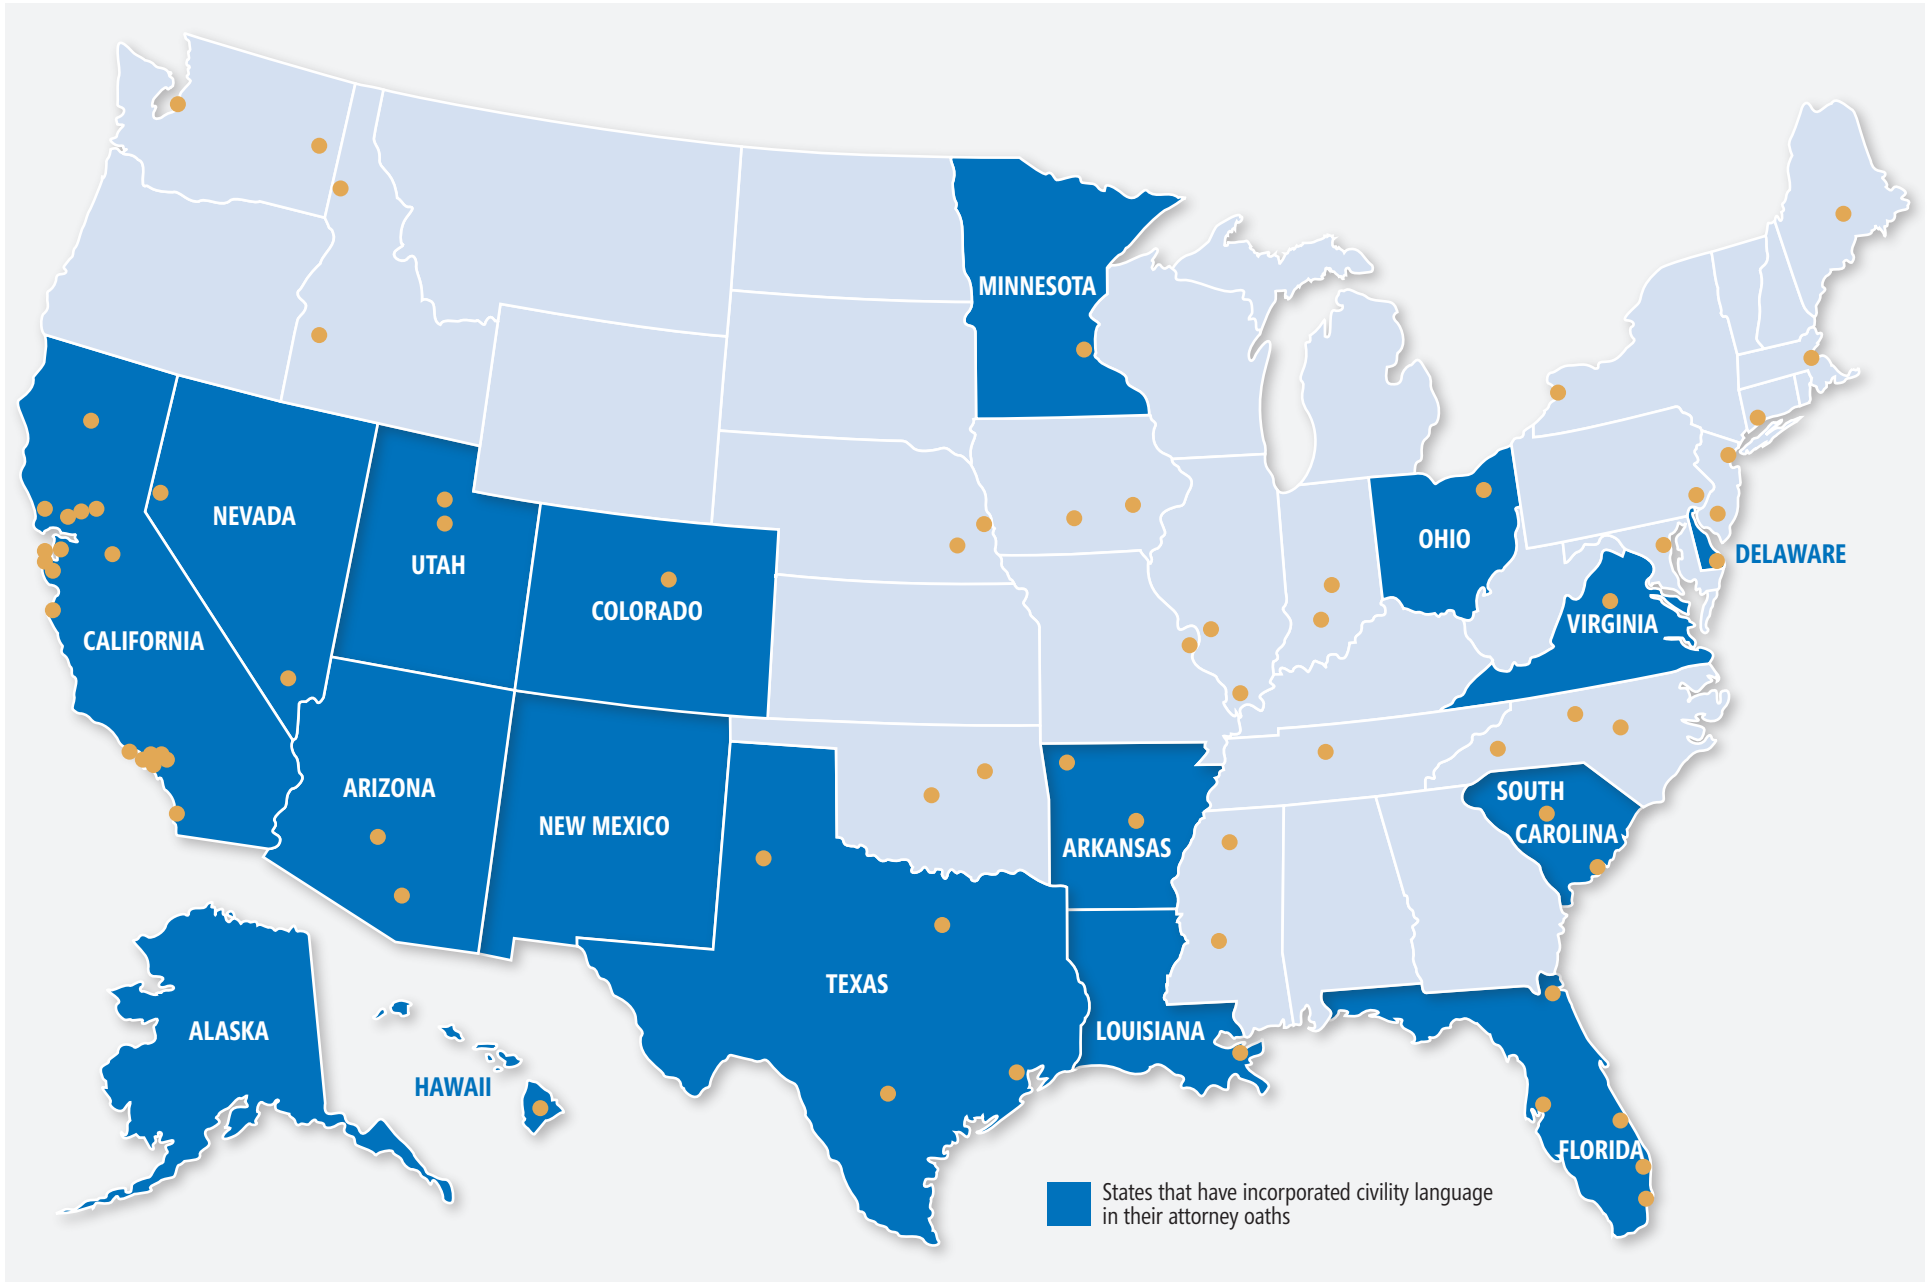 MINNESOTA
NEVADA
UTAH
OHIO
DELAWARE
COLORADO
VIRGINIA
CALIFORNIA
ARIZONA
NEW MEXICO
SOUTH
CAROLINA
ARKANSAS
TEXAS
ALASKA
LOUISIANA
HAWAII
FLORIDA
States that have incorporated civility language
in their attorney oaths